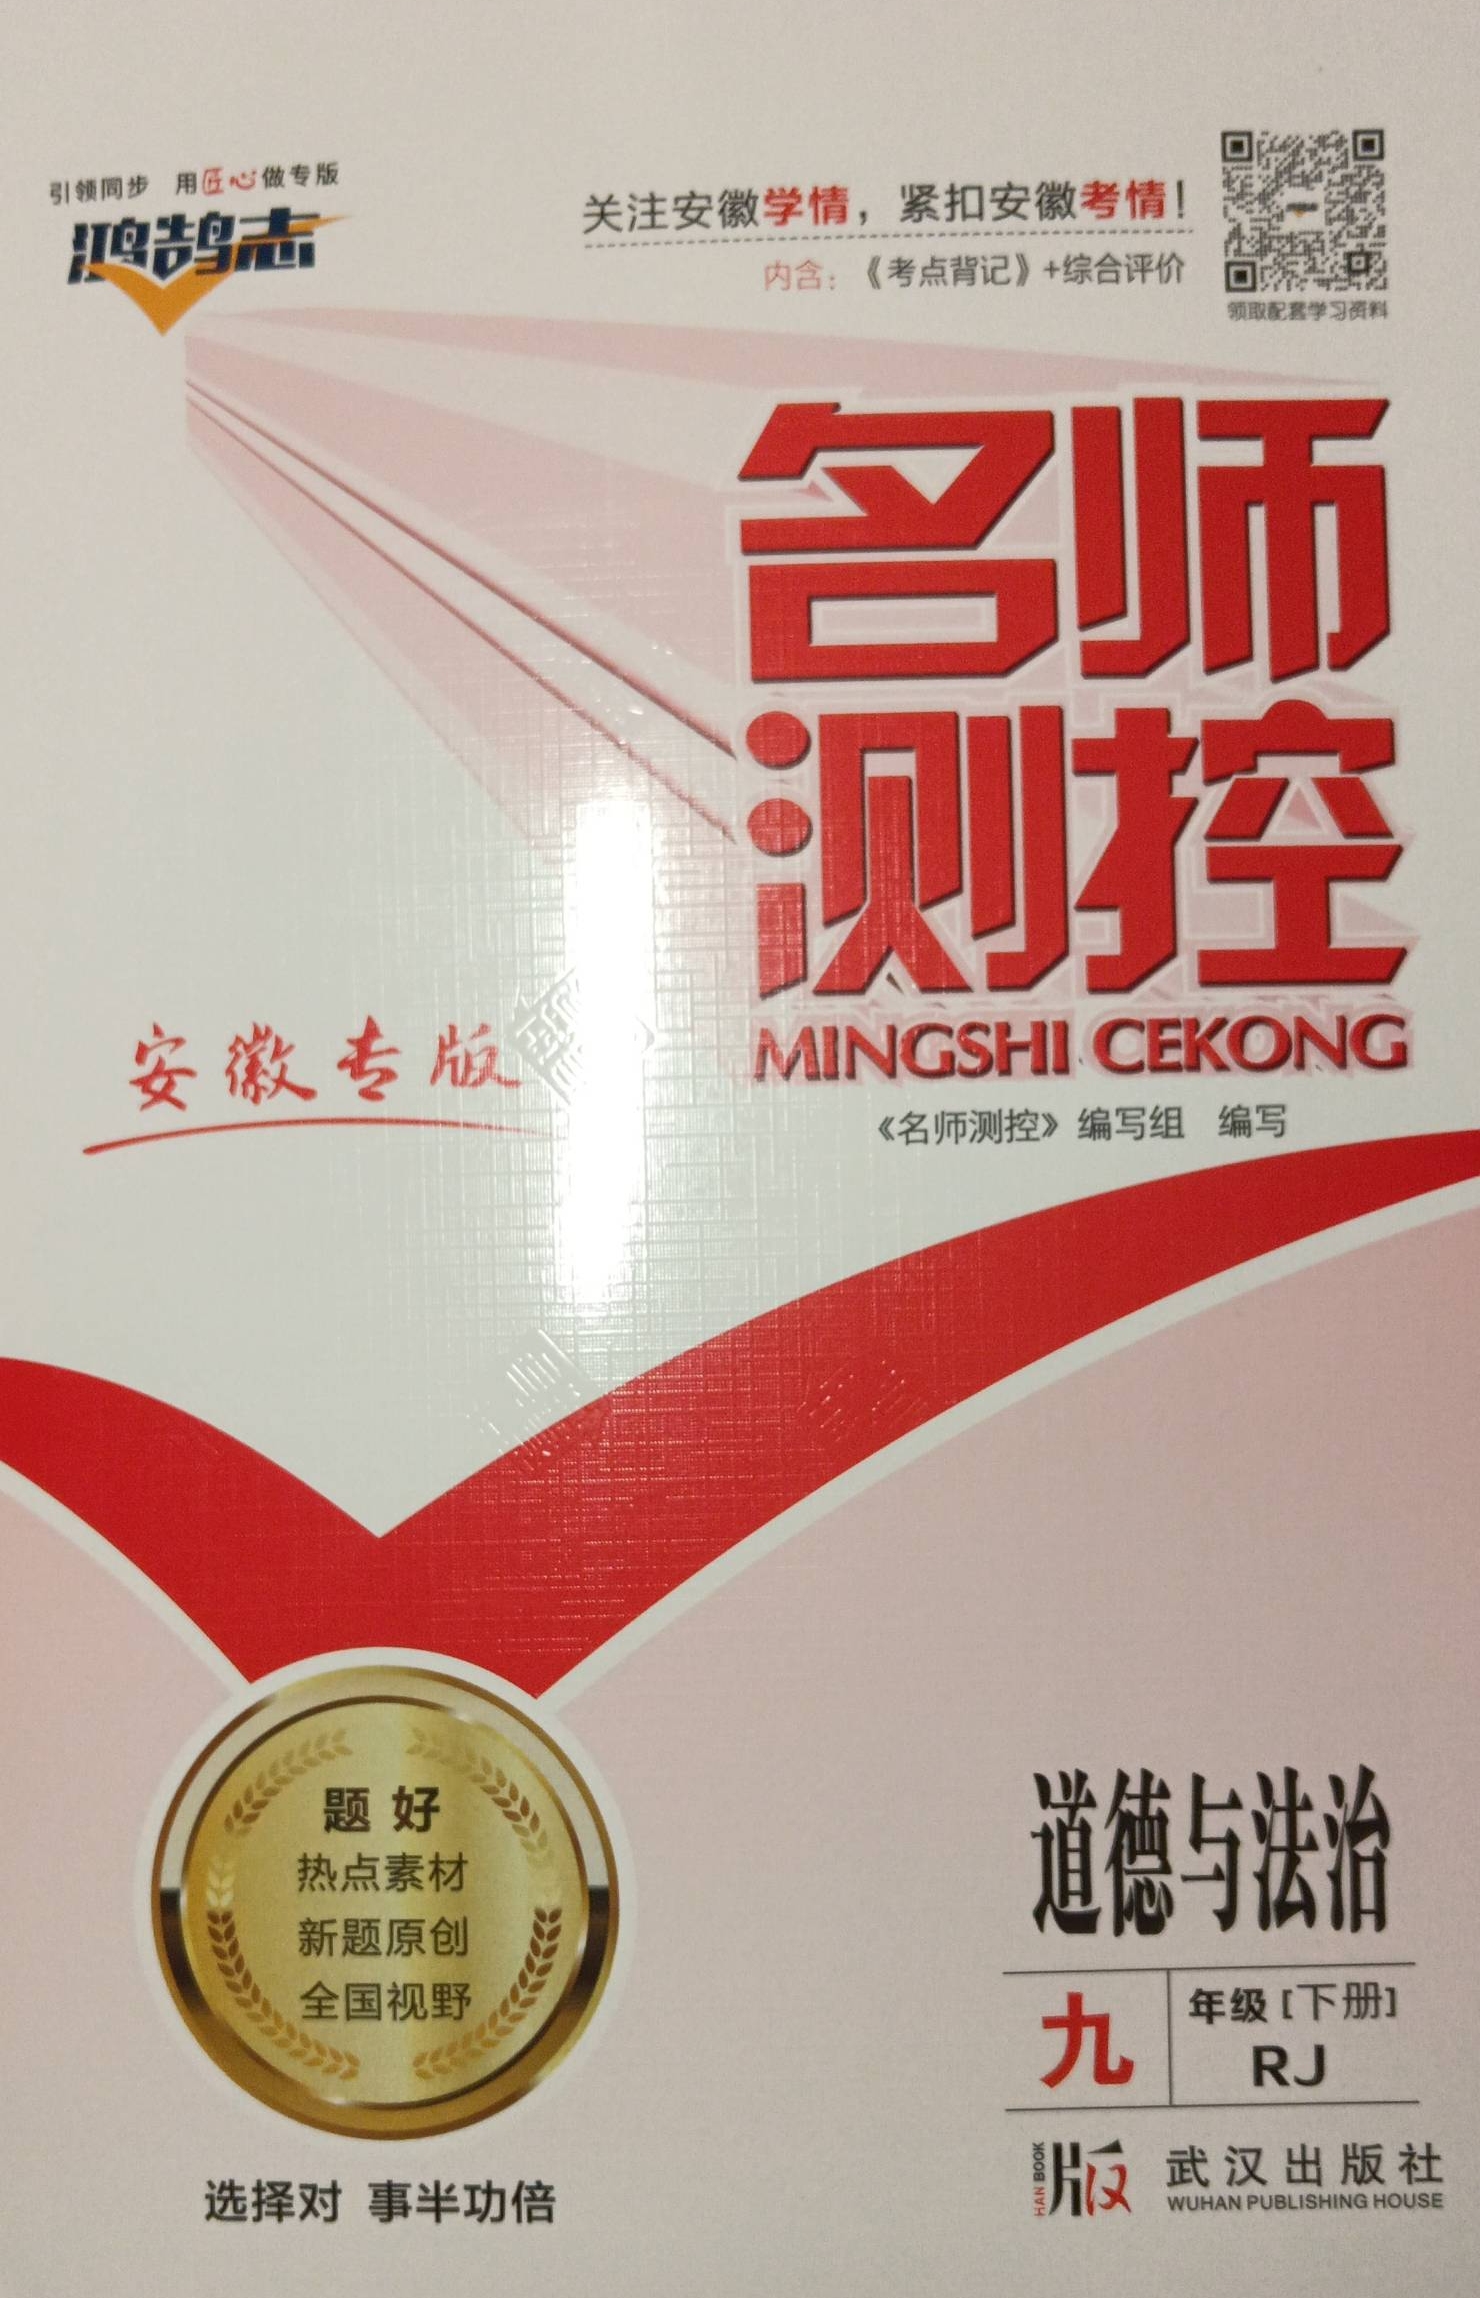 引领同步 用匠心做专版
鸿鹄志
关注安徽学情，紧扣安徽考情！
内含：《考点背记》+综合评价
领取配套学习资料
名师
测控
MINGSHI CEKONG
《名师测控》编写组 编写
安徽专版
题 好
热点素材
新题原创
全国视野
选择对 事半功倍
道德与法治
九 年级［下册］
RJ
HAN BOOK
汉版
武汉出版社
WUHAN PUBLISHING HOUSE